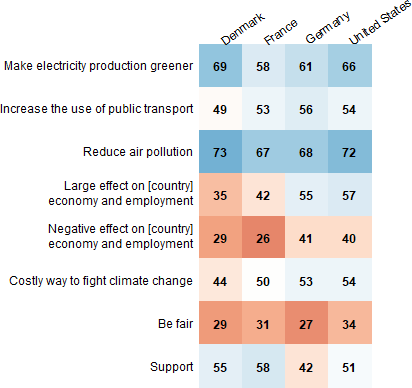 Denmark France Germany United States
Make electricity production greener 69 58 61 66
Increase the use of public transport 49 53 56 54
Reduce air pollution 73 67 68 72
Large effect on [country]
economy and employment 35 42 55 57
Negative effect on [country]
economy and employment 29 26 41 40
Costly way to fight climate change 44 50 53 54
Be fair 29 31 27 34
Support 55 58 42 51